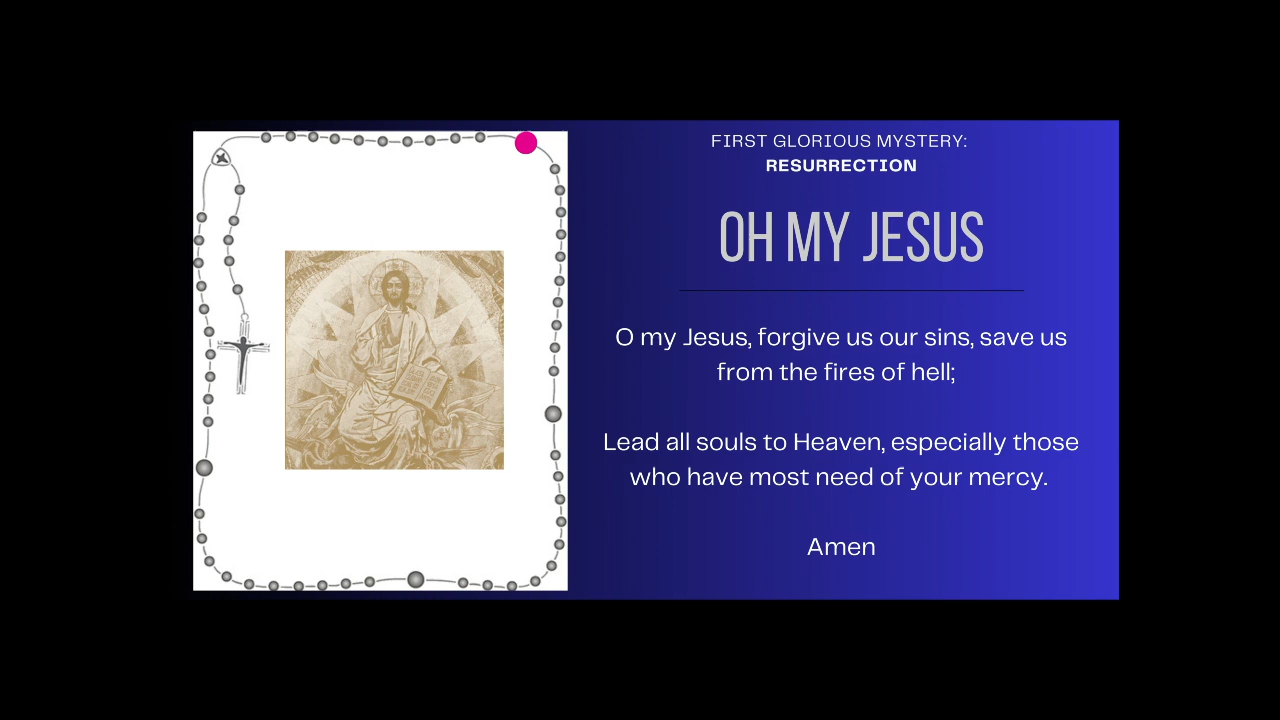 FIRST GLORIOUS MYSTERY:
RESURRECTION
OH MY JESUS
O my Jesus, forgive us our sins, save us
from the fires of hell;
Lead all souls to Heaven, especially those
who have most need of your mercy.
Amen